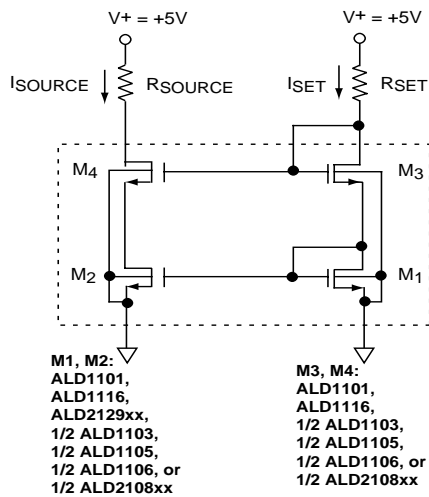 V+ = +5V
V+ = +5V
ISOURCE
RSOURCE
ISET
RSET
M4
M3
M2
M1
M1, M2:
ALD1101,
ALD1116,
ALD2129xx,
1/2 ALD1103,
1/2 ALD1105,
1/2 ALD1106, or
1/2 ALD2108xx
M3, M4:
ALD1101,
ALD1116,
1/2 ALD1103,
1/2 ALD1105,
1/2 ALD1106, or
1/2 ALD2108xx